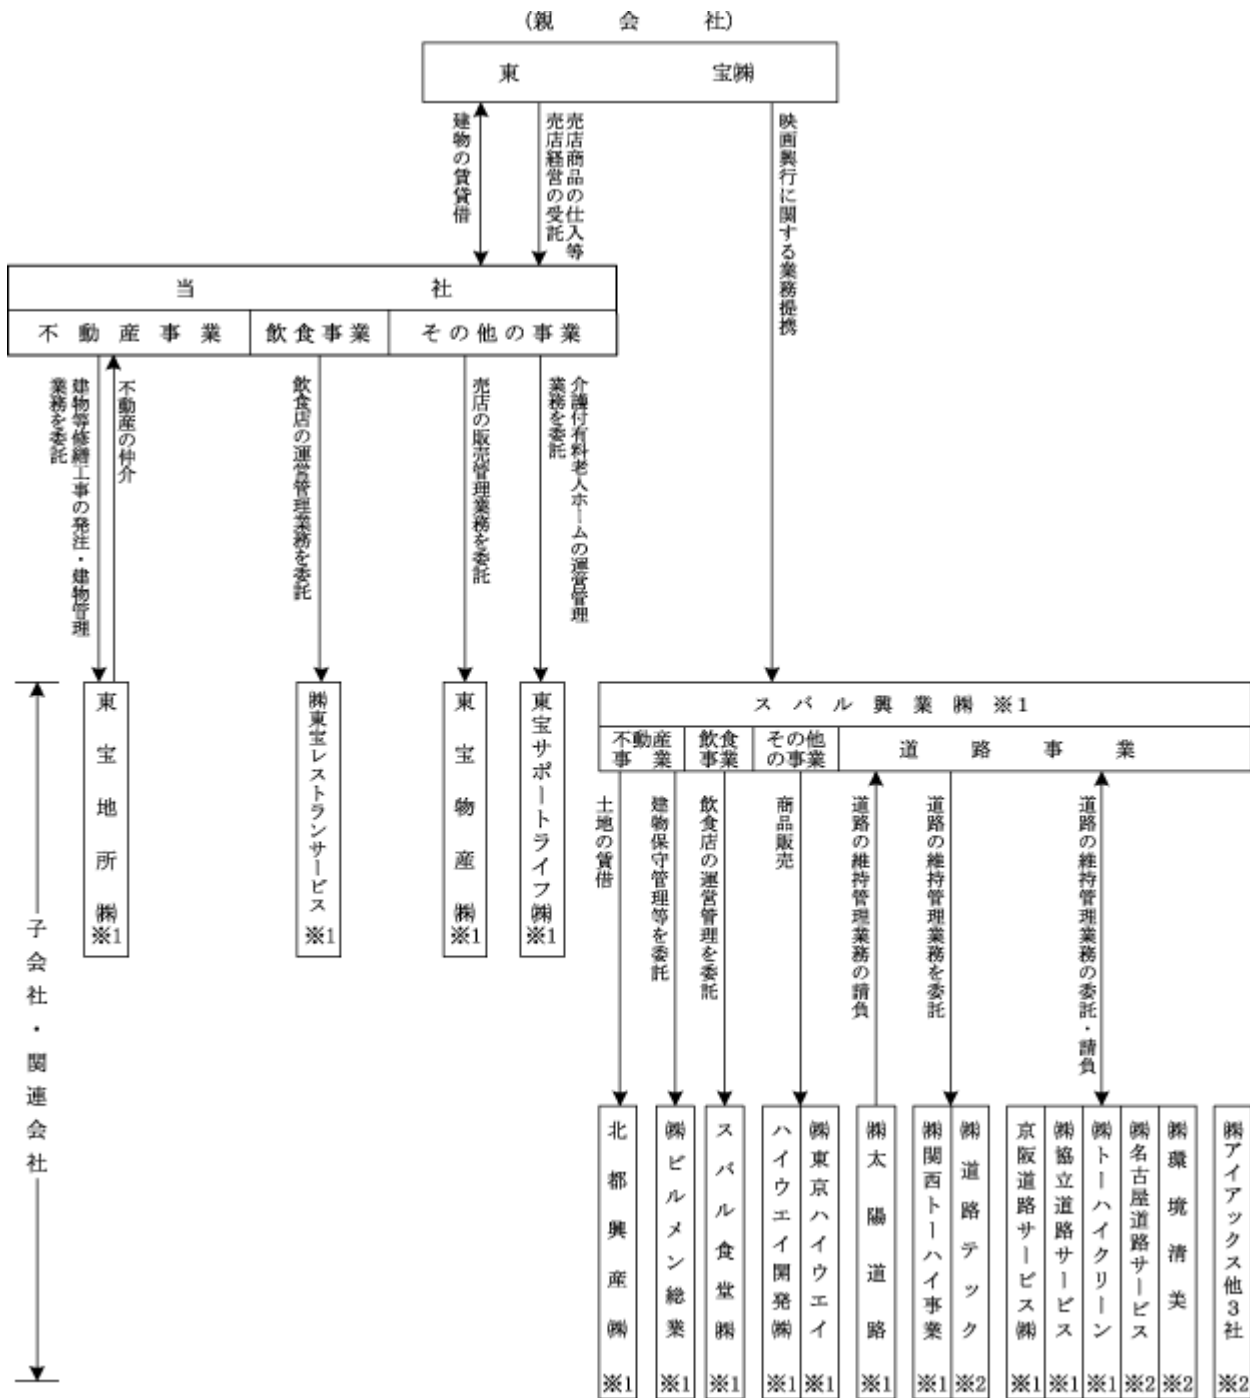 (親会社)
東宝㈱
建物の賃貸借
売店商品の仕入等
売店経営の受託
映画興行に関する業務提携
当社
不動産事業
飲食事業
その他の事業
建物等修繕工事の発注・建物管理
業務を委託
不動産の仲介
飲食店の運営管理業務を委託
売店の販売管理業務を委託
介護付有料老人ホームの運営管理
業務を委託
子会社・関連会社
東宝地所㈱※1
㈱東宝レストランサービス※1
東宝物産㈱※1
東宝サポートライフ㈱※1
スバル興業㈱※1
不動産
事業
飲食
事業
その他
の事業
道路事業
土地の賃借
建物保守管理等を委託
飲食店の運営管理を委託
商品販売
道路の維持管理業務の請負
道路の維持管理業務を委託
道路の維持管理業務の委託・請負
北都興産㈱※1
㈱ビルメン総業※1
スバル食堂㈱※1
ハイウエイ開発㈱※1
㈱東京ハイウエイ※1
㈱太陽道路※1
㈱関西トーハイ事業※1
㈱道路テック※2
京阪道路サービス㈱※1
㈱協立道路サービス※1
㈱トーハイクリーン※1
㈱名古屋道路サービス※2
㈱環境清美※2
㈱アイアックス他3社※2